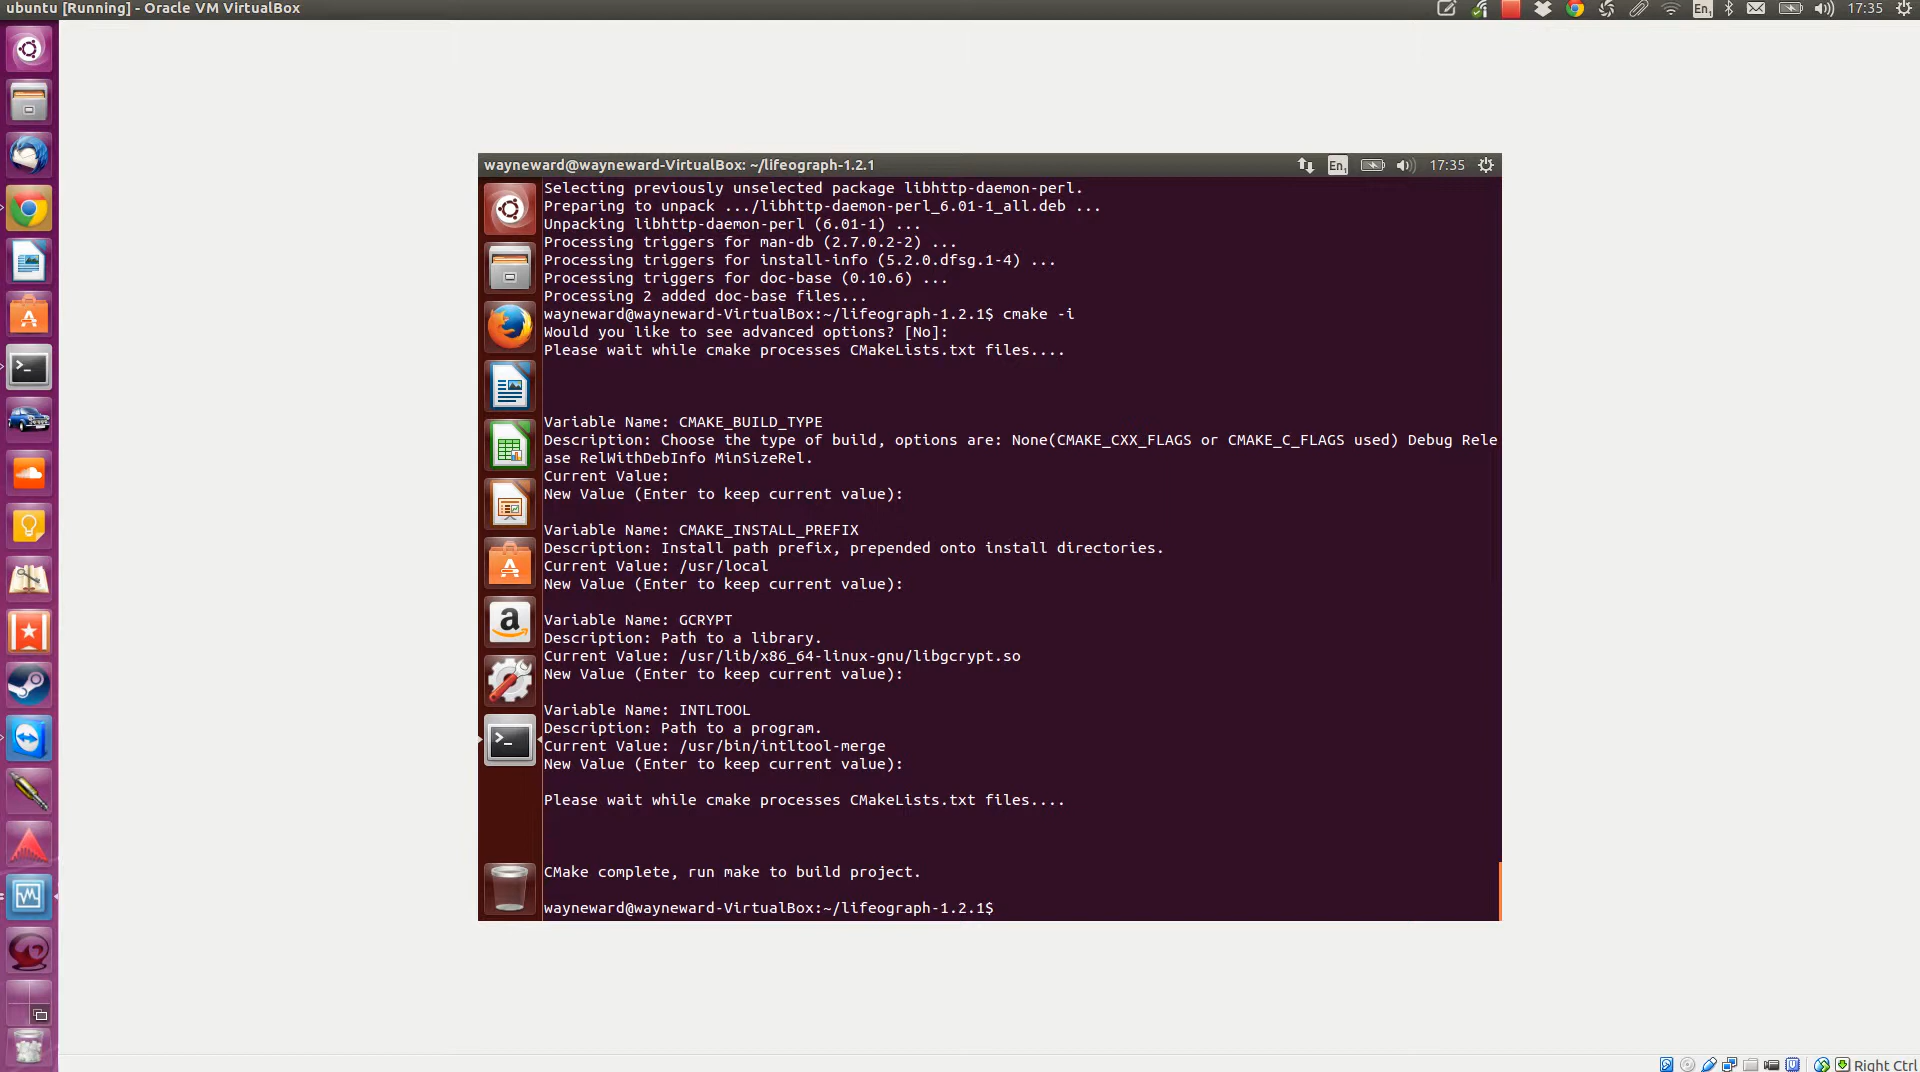 ubuntu [Running] - Oracle VM VirtualBox
En1
17:35
wayneward@wayneward-VirtualBox: ~/lifeograph-1.2.1
En1
17:35
Selecting previously unselected package libhttp-daemon-perl.
Preparing to unpack .../libhttp-daemon-perl_6.01-1_all.deb ...
Unpacking libhttp-daemon-perl (6.01-1) ...
Processing triggers for man-db (2.7.0.2-2) ...
Processing triggers for install-info (5.2.0.dfsg.1-4) ...
Processing triggers for doc-base (0.10.6) ...
Processing 2 added doc-base files...
wayneward@wayneward-VirtualBox:~/lifeograph-1.2.1$ cmake -i
Would you like to see advanced options? [No]:
Please wait while cmake processes CMakeLists.txt files....
Variable Name: CMAKE_BUILD_TYPE
Description: Choose the type of build, options are: None(CMAKE_CXX_FLAGS or CMAKE_C_FLAGS used) Debug Rele
ase RelWithDebInfo MinSizeRel.
Current Value:
New Value (Enter to keep current value):
Variable Name: CMAKE_INSTALL_PREFIX
Description: Install path prefix, prepended onto install directories.
Current Value: /usr/local
New Value (Enter to keep current value):
Variable Name: GCRYPT
Description: Path to a library.
Current Value: /usr/lib/x86_64-linux-gnu/libgcrypt.so
New Value (Enter to keep current value):
Variable Name: INTLTOOL
Description: Path to a program.
Current Value: /usr/bin/intltool-merge
New Value (Enter to keep current value):
Please wait while cmake processes CMakeLists.txt files....
CMake complete, run make to build project.
wayneward@wayneward-VirtualBox:~/lifeograph-1.2.1$
Right Ctrl